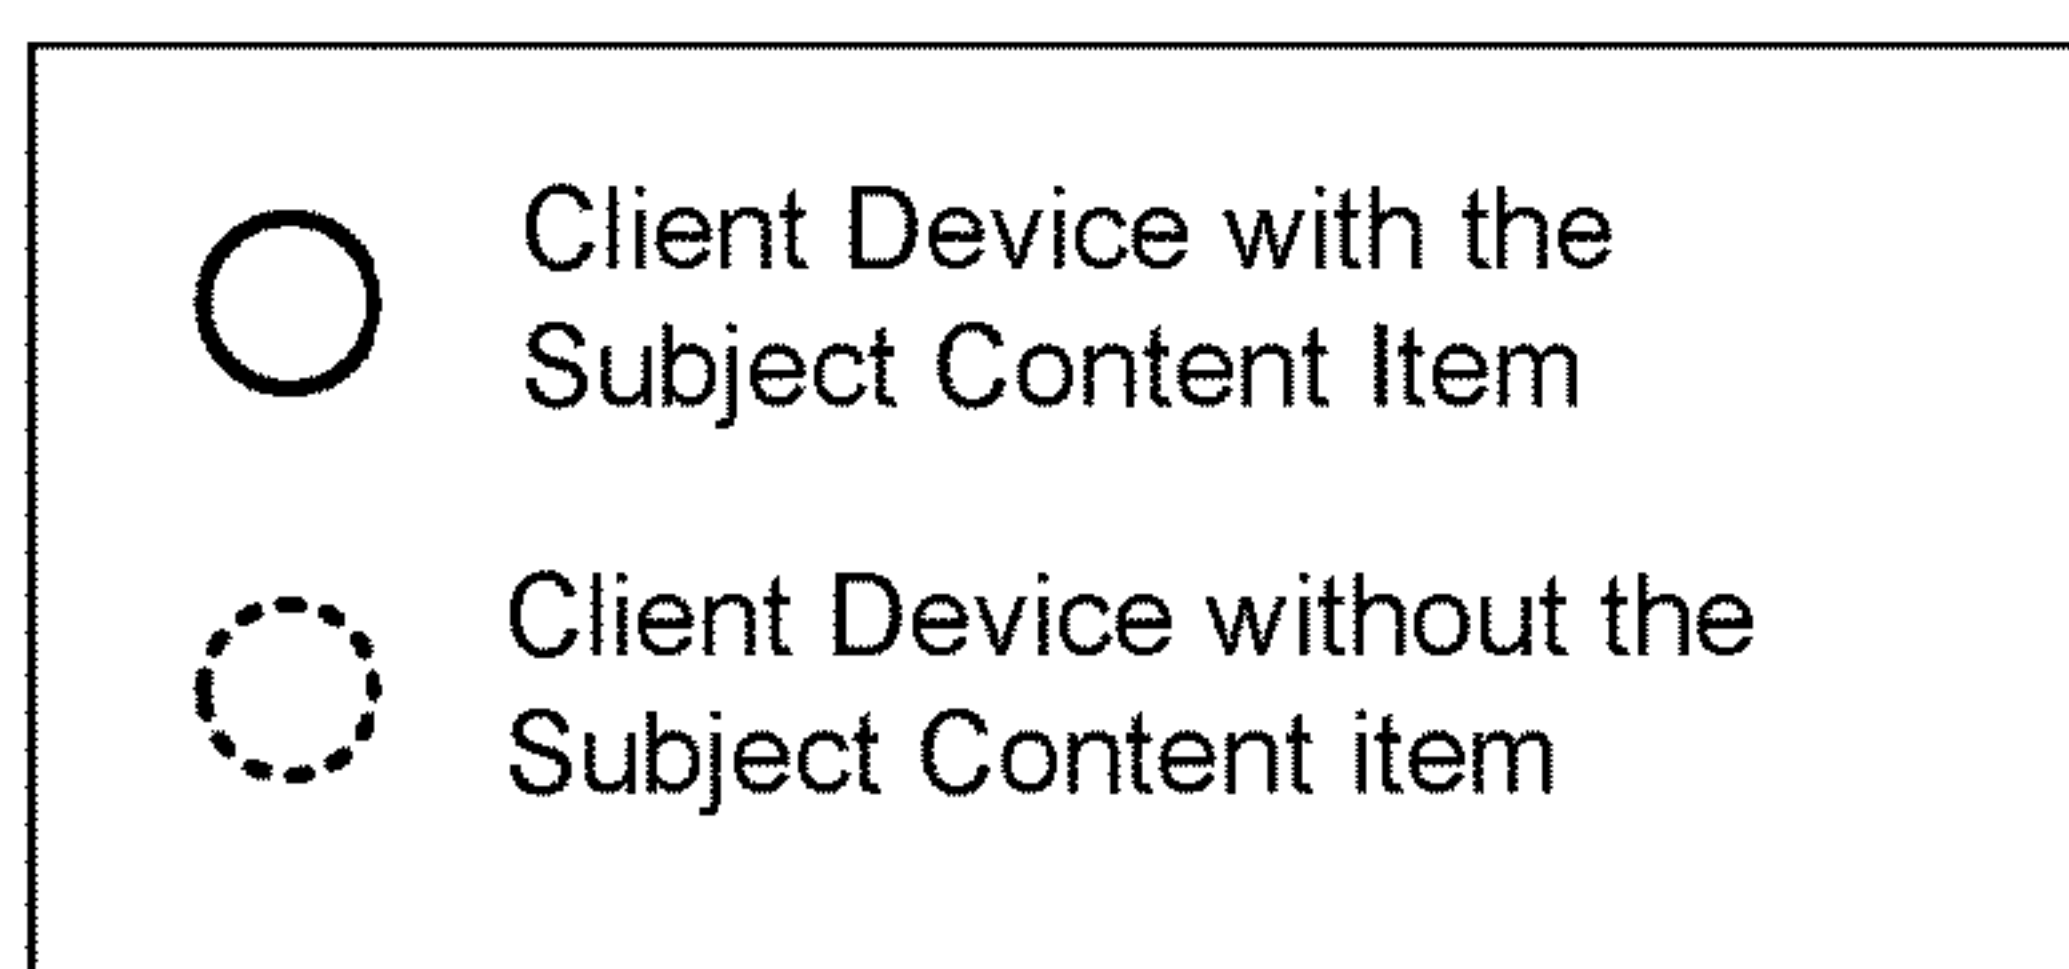 Client Device with the
Subject Content Item
Client Device without the
Subject Content item